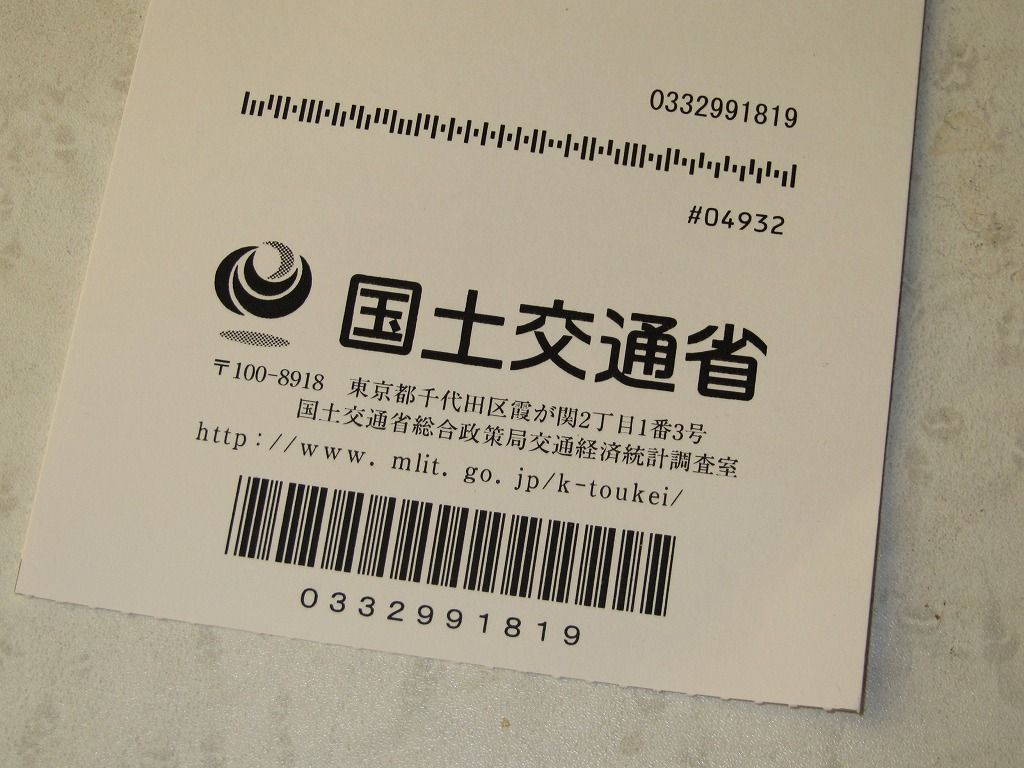 0332991819
#04932
国土交通省
〒100-8918 東京都千代田区霞が関2丁目1番3号
国土交通省総合政策局交通経済統計調査室
http://www.mlit.go.jp/k-toukei/
0332991819